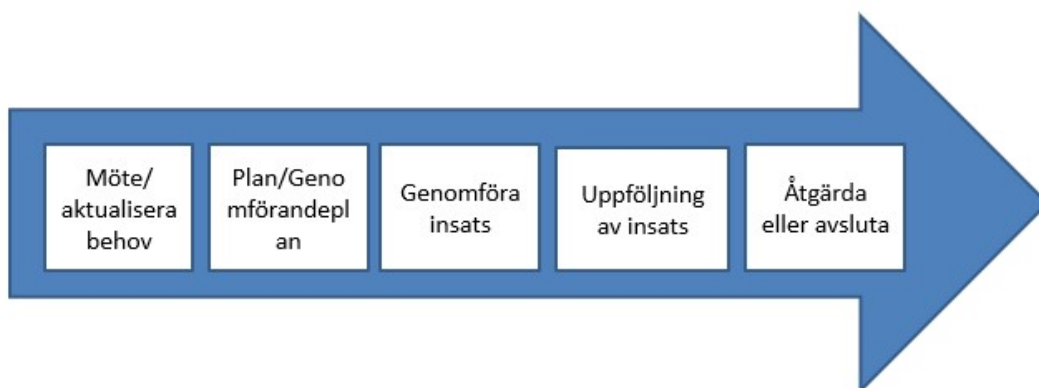 Möte/
aktualisera
behov
Plan/Geno
mförandepl
an
Genomföra
insats
Uppföljning
av insats
Åtgärda
eller avsluta